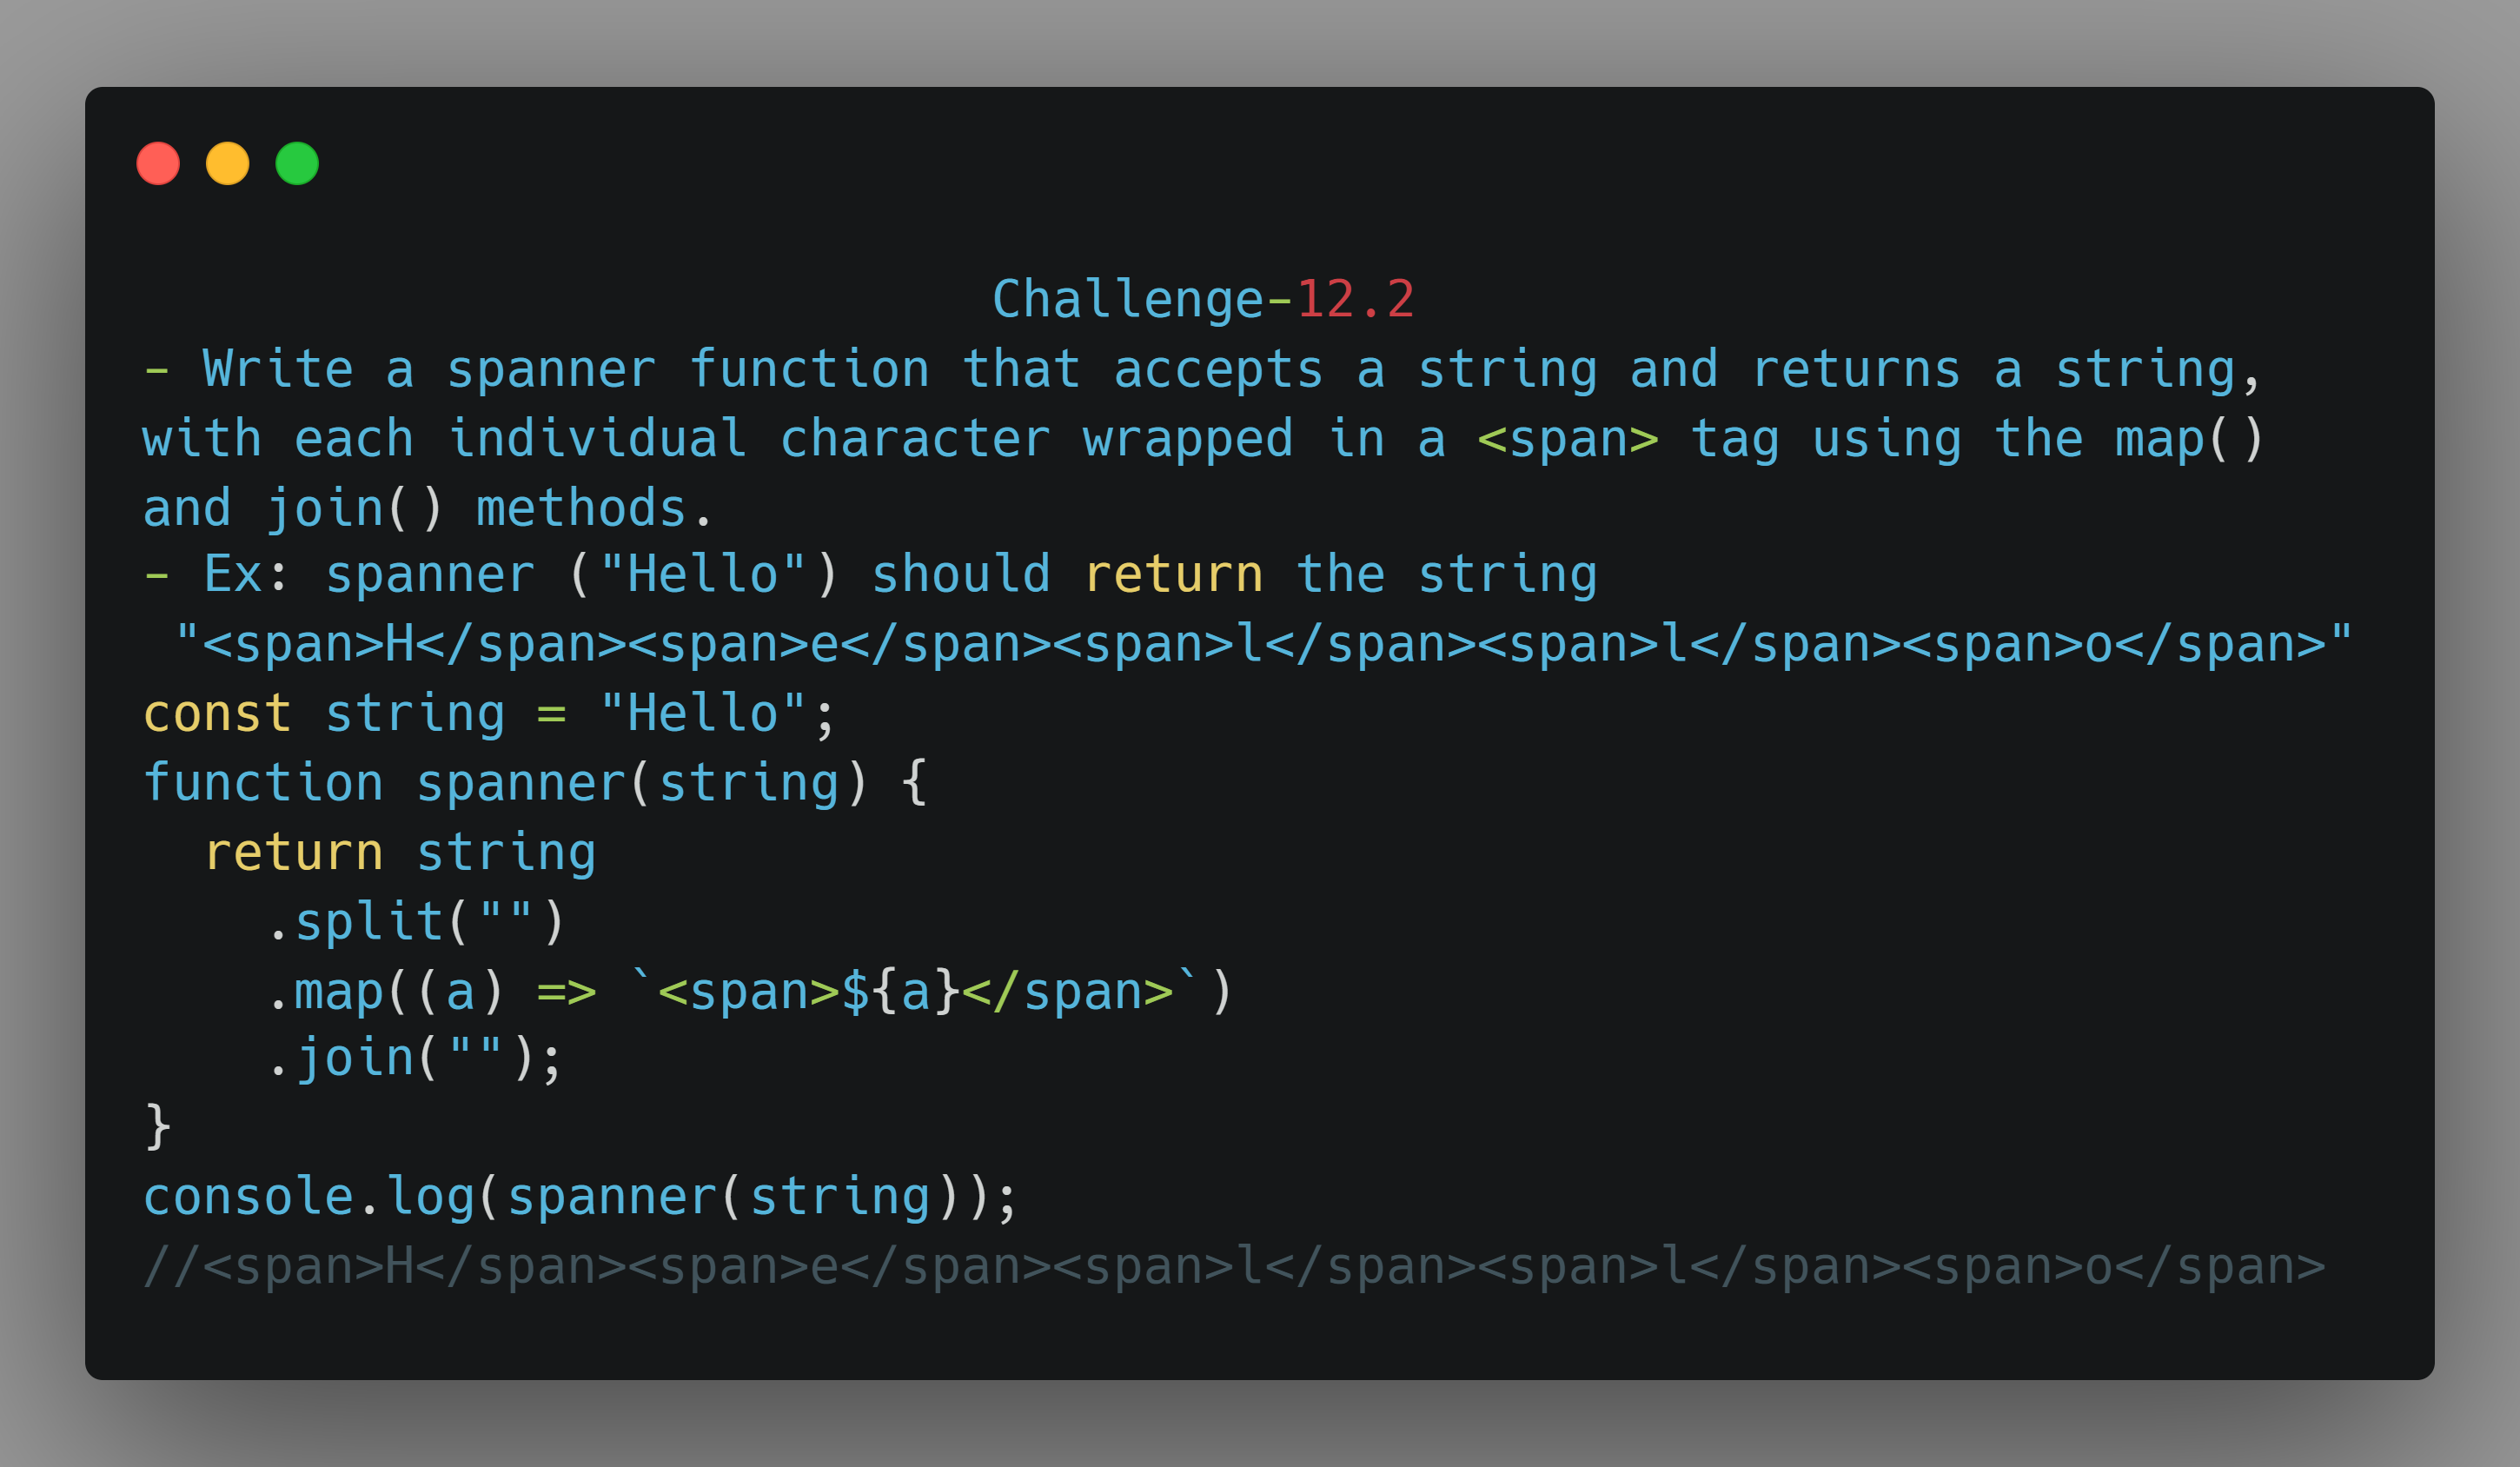 Challenge-12.2
- Write a spanner function that accepts a string and returns a string,
with each individual character wrapped in a <span> tag using the map()
and join() methods.
- Ex: spanner ("Hello") should return the string
"<span>H</span><span>e</span><span>l</span><span>l</span><span>o</span>"
const string = "Hello";
function spanner(string) {
return string
.split("")
.map((a) => `<span>${a}</span>`)
.join("");
}
console.log(spanner(string));
//<span>H</span><span>e</span><span>l</span><span>l</span><span>o</span>